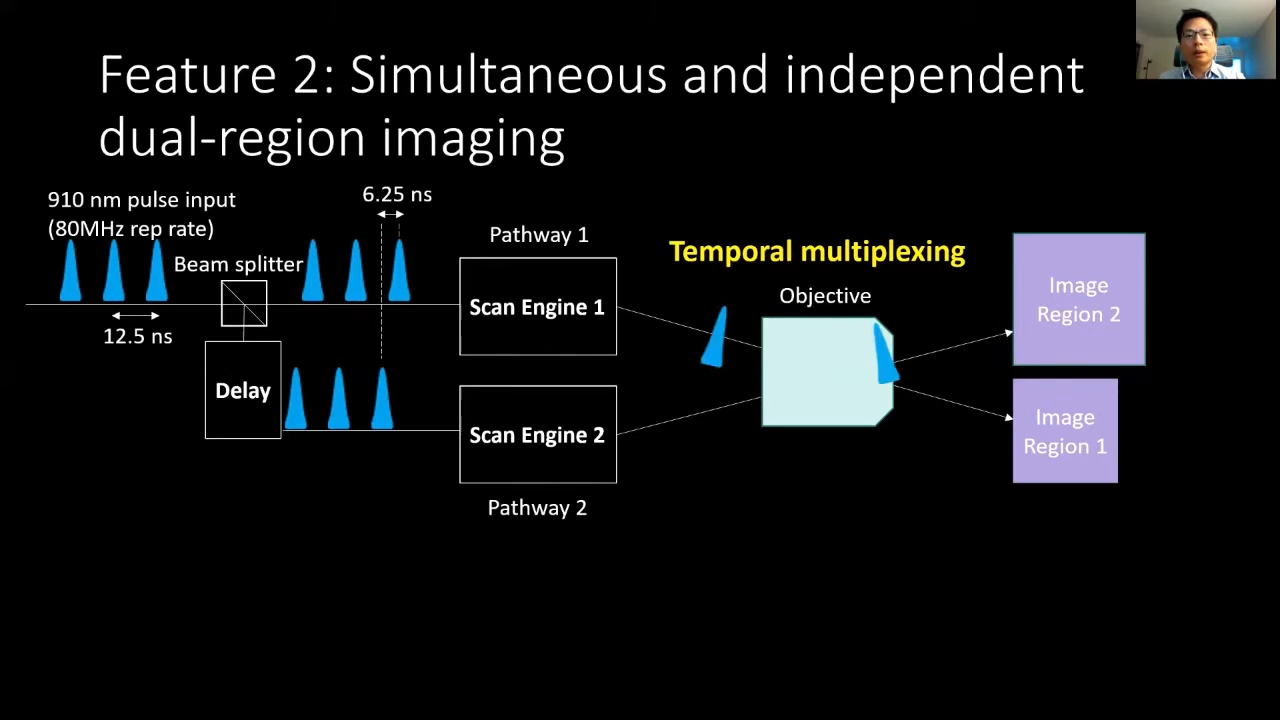 Feature 2: Simultaneous and independent
dual-region imaging
910 nm pulse input
(80MHz rep rate)
6.25 ns
Beam splitter
12.5 ns
Delay
Pathway 1
Scan Engine 1
Scan Engine 2
Pathway 2
Temporal multiplexing
Objective
Image
Region 2
Image
Region 1